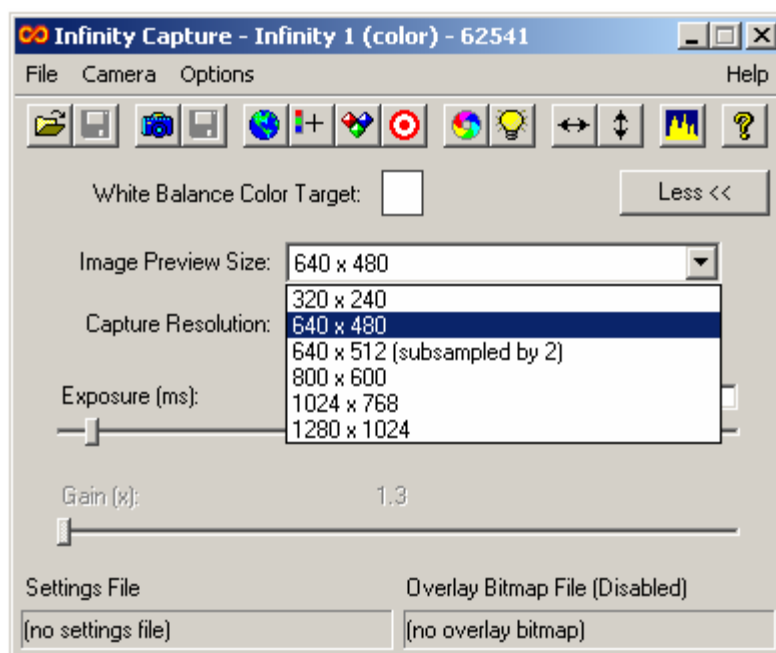 Infinity Capture - Infinity 1 (color) - 62541
File Camera Options Help
White Balance Color Target:
Less <<
Image Preview Size: 640 x 480
320 x 240
Capture Resolution: 640 x 480
640 x 512 (subsampled by 2)
800 x 600
Exposure (ms): 1024 x 768
1280 x 1024
Gain (x): 1.3
Settings File Overlay Bitmap File (Disabled)
(no settings file) (no overlay bitmap)